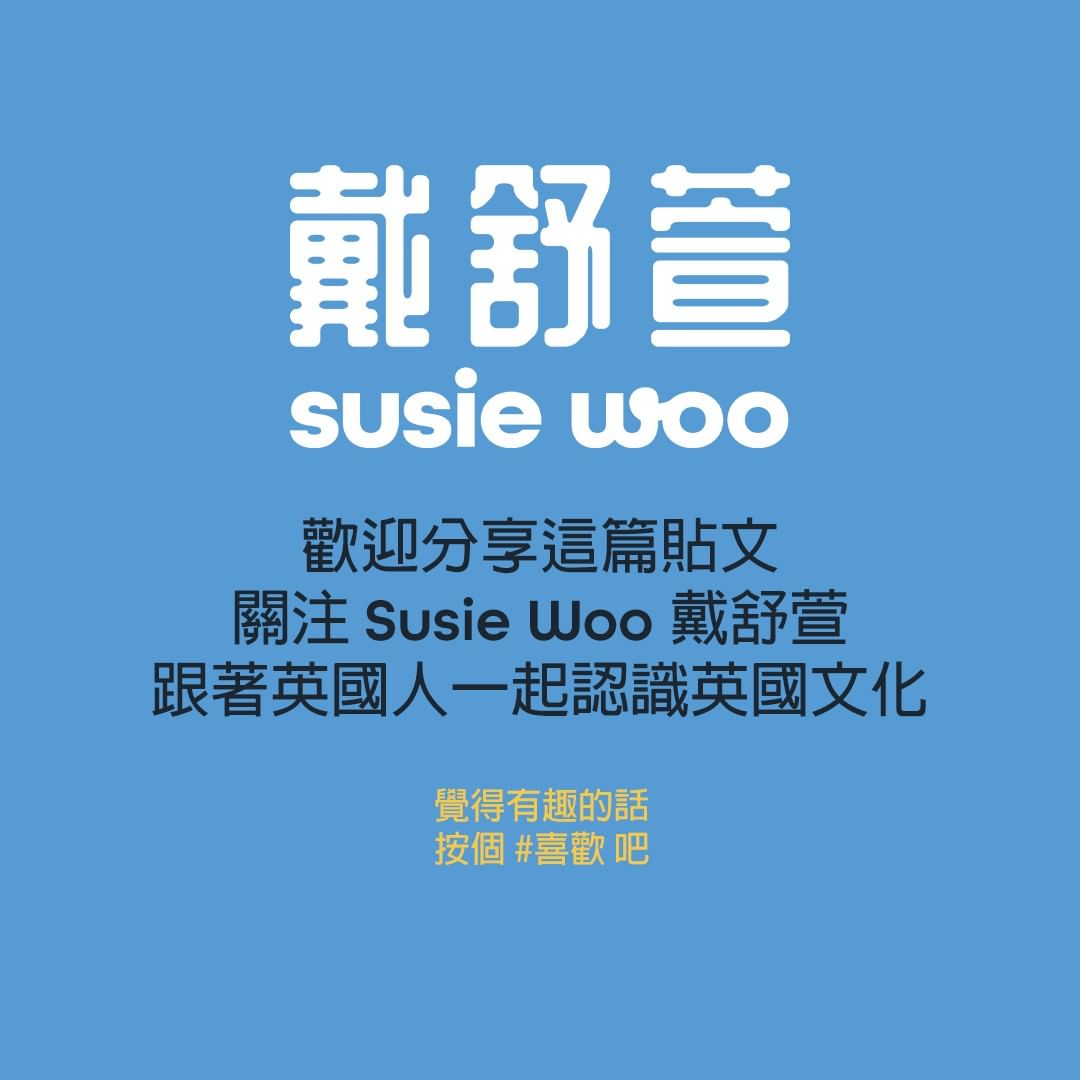 戴舒萱
susie woo
歡迎分享這篇貼文
關注 Susie Woo 戴舒萱
跟著英國人一起認識英國文化
覺得有趣的話
按個 #喜歡 吧